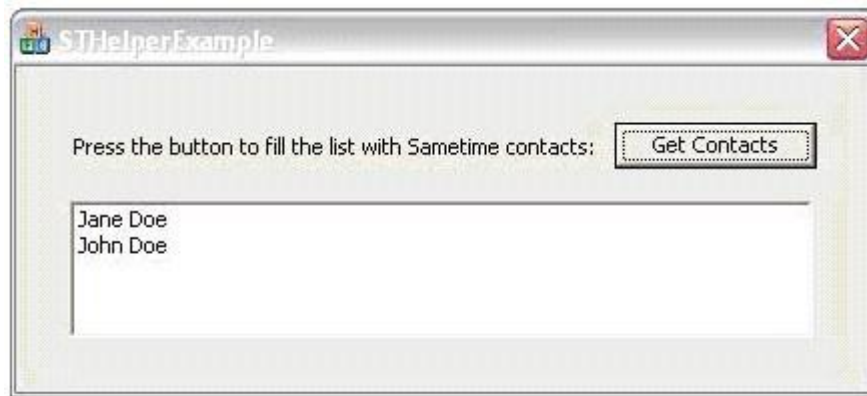 STHelperExample
Press the button to fill the list with Sametime contacts:
Get Contacts
Jane Doe
John Doe